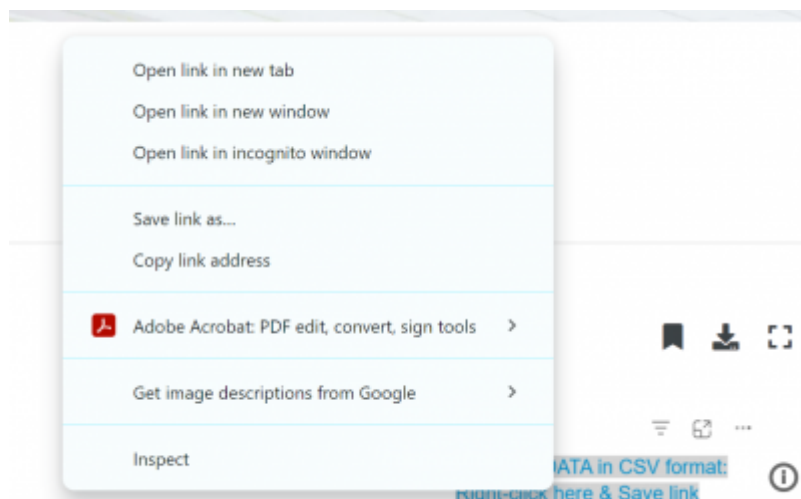 Open link in new tab
Open link in new window
Open link in incognito window
Save link as...
Copy link address
Adobe Acrobat: PDF edit, convert, sign tools
Get image descriptions from Google
Inspect
ATA in CSV format:
Right-click here & Save link